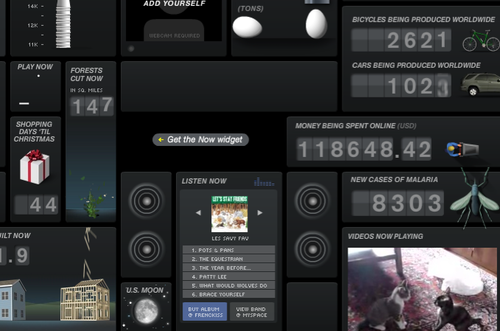 14K
12K
11K
ADD YOURSELF
WEBCAM REQUIRED
(TONS)
BICYCLES BEING PRODUCED WORLDWIDE
2621
CARS BEING PRODUCED WORLDWIDE
1023
PLAY NOW
FORESTS
CUT NOW
IN SQ. MILES
147
SHOPPING
DAYS 'TIL
CHRISTMAS
44
Get the Now widget
MONEY BEING SPENT ONLINE (USD)
118648.42
LISTEN NOW
LET'S STAY FRIENDS
LES SAVY FAV
1. POTS & PANS
2. THE EQUESTRIAN
3. THE YEAR BEFORE...
4. PATTY LEE
5. WHAT WOULD WOLVES DO
6. BRACE YOURSELF
BUY ALBUM
@ FRENCKISS
VIEW BAND
@ MYSPACE
NEW CASES OF MALARIA
8303
VIDEOS NOW PLAYING
ILT NOW
1.9
U.S. MOON